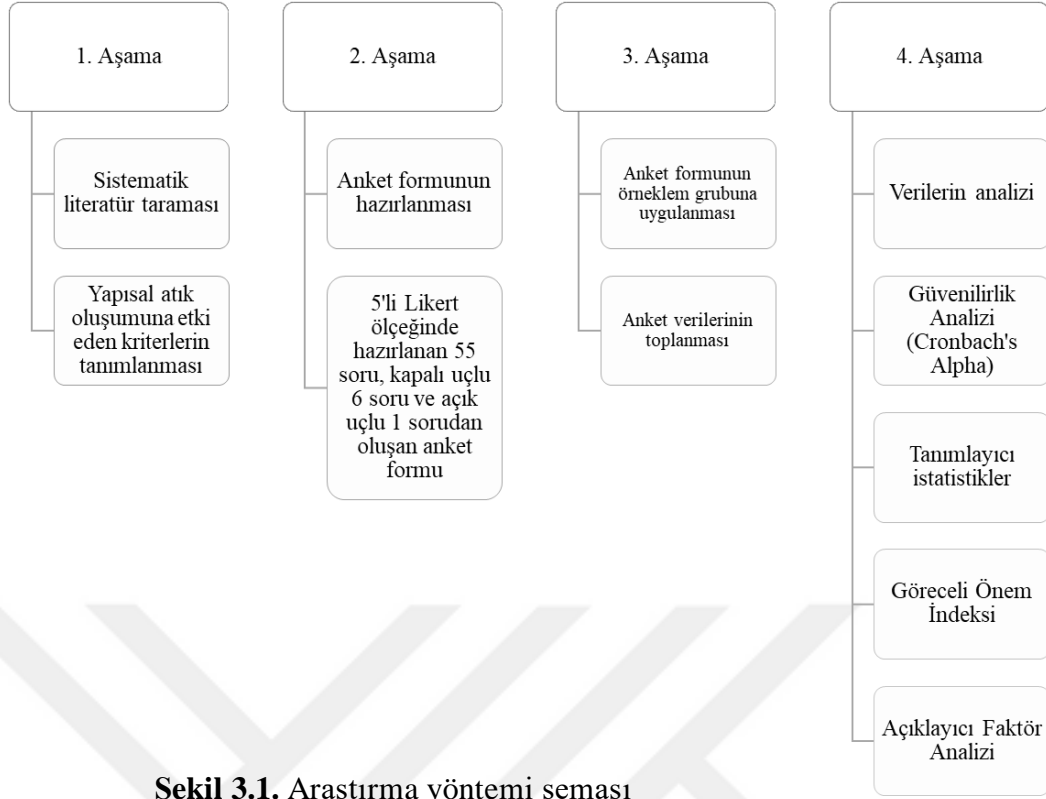 1. Aşama
Sistematik
literatür taraması
Yapısal atık
oluşumuna etki
eden kriterlerin
tanımlanması
2. Aşama
Anket formunun
hazırlanması
5'li Likert
ölçeğinde
hazırlanan 55
soru, kapalı uçlu
6 soru ve açık
uçlu 1 sorudan
oluşan anket
formu
3. Aşama
Anket formunun
örneklem grubuna
uygulanması
Anket verilerinin
toplanması
4. Aşama
Verilerin analizi
Güvenilirlik
Analizi
(Cronbach's
Alpha)
Tanımlayıcı
istatistikler
Göreceli Önem
İndeksi
Açıklayıcı Faktör
Analizi
Şekil 3.1. Araştırma yöntemi şeması